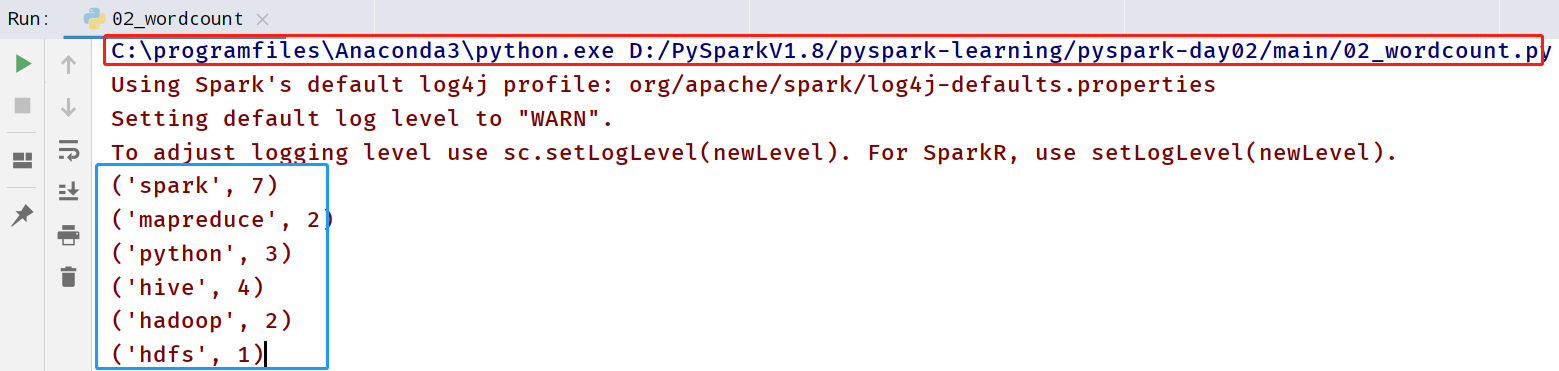 Run: 02_wordcount
C:\programfiles\Anaconda3\python.exe D:/PySparkV1.8/pyspark-learning/pyspark-day02/main/02_wordcount.py
Using Spark's default log4j profile: org/apache/spark/log4j-defaults.properties
Setting default log level to "WARN".
To adjust logging level use sc.setLogLevel(newLevel). For SparkR, use setLogLevel(newLevel).
('spark', 7)
('mapreduce', 2)
('python', 3)
('hive', 4)
('hadoop', 2)
('hdfs', 1)